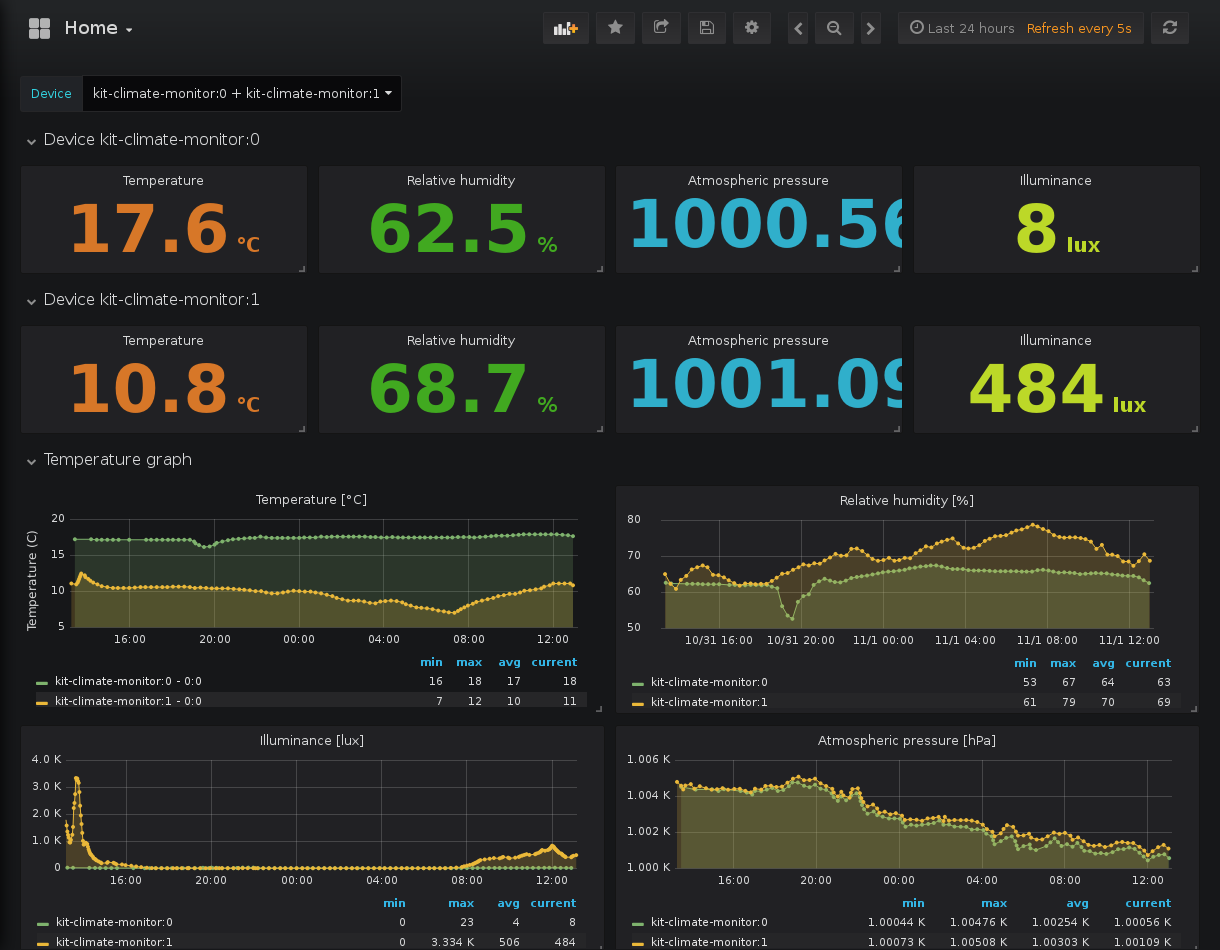 Home
Last 24 hours Refresh every 5s
Device kit-climate-monitor:0 + kit-climate-monitor:1
Device kit-climate-monitor:0
Temperature Relative humidity Atmospheric pressure Illuminance
17.6 °C 62.5 % 1000.56 8 lux
Device kit-climate-monitor:1
Temperature Relative humidity Atmospheric pressure Illuminance
10.8 °C 68.7 % 1001.09 484 lux
Temperature graph
Temperature [°C]
Temperature (C)
20
15
10
5
16:00 20:00 00:00 04:00 08:00 12:00
min max avg current
kit-climate-monitor:0 - 0:0 16 18 17 18
kit-climate-monitor:1 - 0:0 7 12 10 11
Relative humidity [%]
80
70
60
50
10/31 16:00 10/31 20:00 11/1 00:00 11/1 04:00 11/1 08:00 11/1 12:00
min max avg current
kit-climate-monitor:0 53 67 64 63
kit-climate-monitor:1 61 79 70 69
Illuminance [lux]
4.0 K
3.0 K
2.0 K
1.0 K
0
16:00 20:00 00:00 04:00 08:00 12:00
min max avg current
kit-climate-monitor:0 0 23 4 8
kit-climate-monitor:1 0 3.334 K 506 484
Atmospheric pressure [hPa]
1.006 K
1.004 K
1.002 K
1.000 K
16:00 20:00 00:00 04:00 08:00 12:00
min max avg current
kit-climate-monitor:0 1.00044 K 1.00476 K 1.00254 K 1.00056 K
kit-climate-monitor:1 1.00073 K 1.00508 K 1.00303 K 1.00109 K